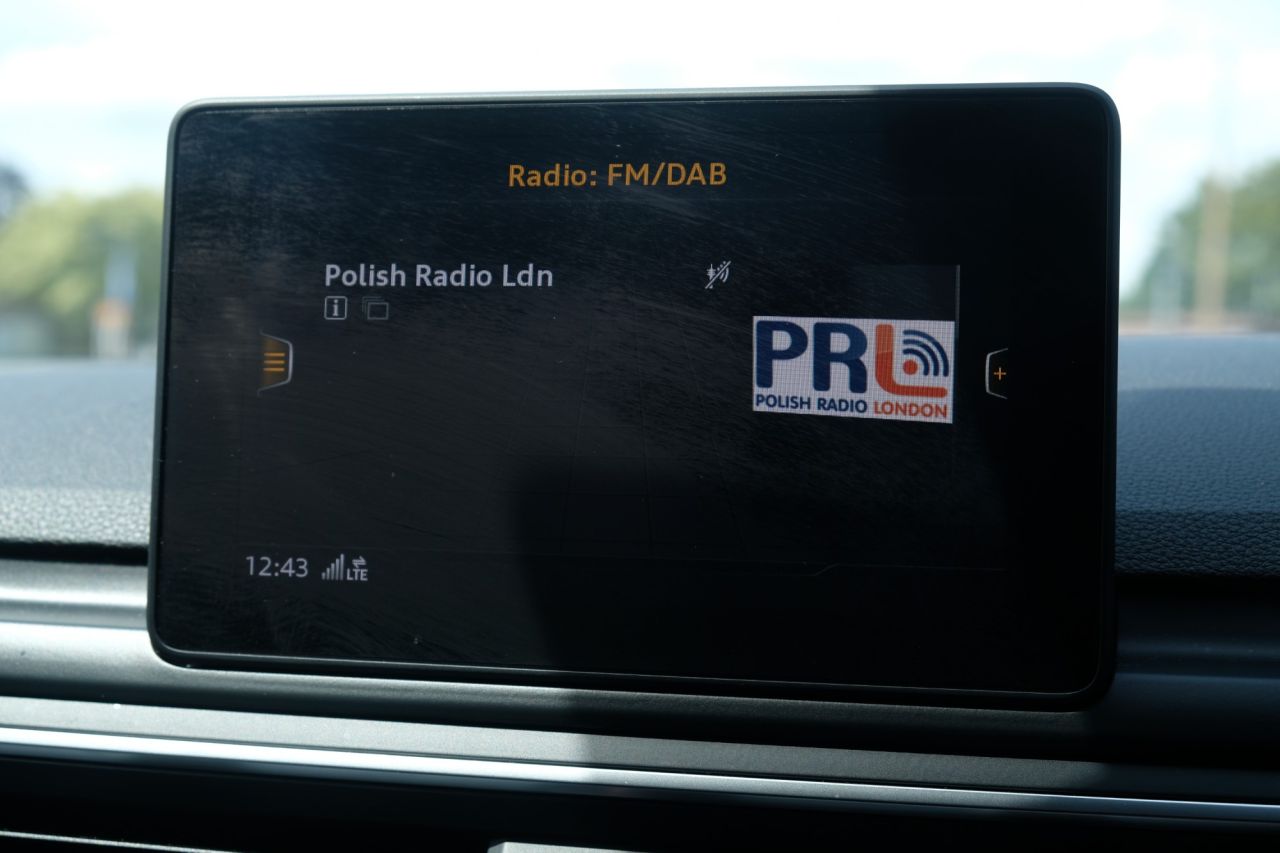 Radio: FM/DAB
Polish Radio Ldn
i
PRL
POLISH RADIO LONDON
12:43 LTE